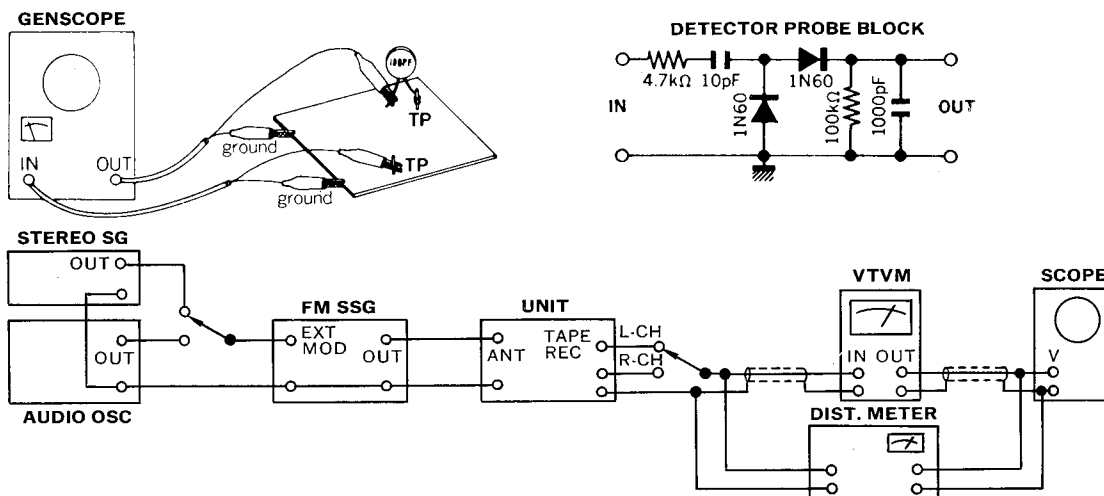 GENSCOPE
100PF
TP
ground
IN
OUT
TP
ground
DETECTOR PROBE BLOCK
4.7kΩ
10pF
1N60
IN
1N60
100kΩ
1000pF
OUT
STEREO SG
OUT
OUT
AUDIO OSC
FM SSG
EXT
MOD
OUT
UNIT
ANT
TAPE
REC
L-CH
R-CH
VTVM
IN
OUT
SCOPE
V
DIST. METER